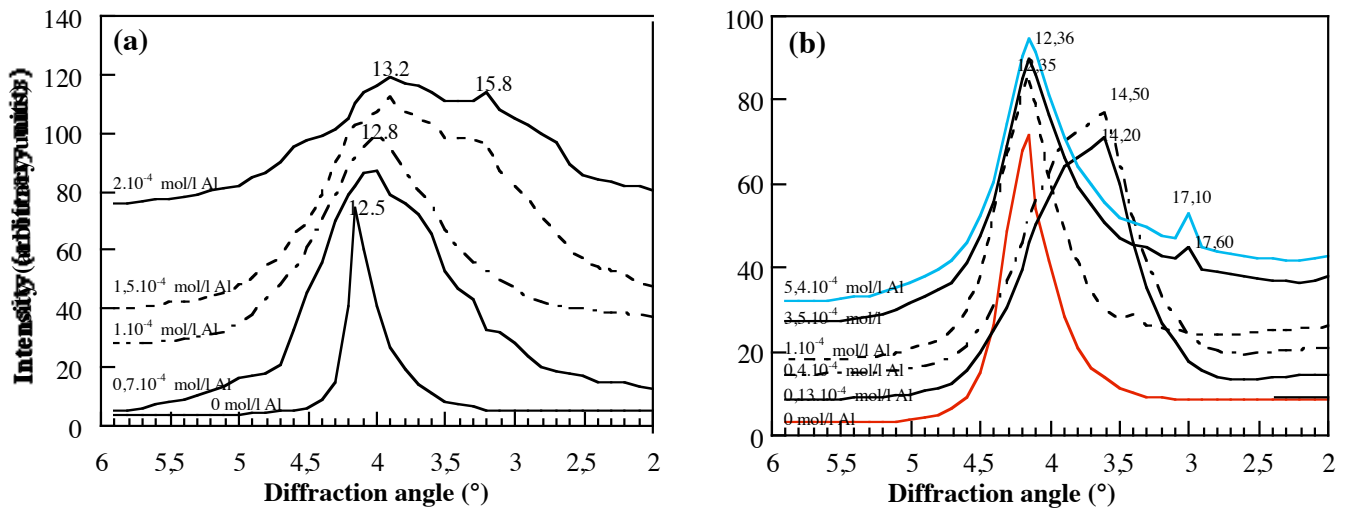 Intensity (arbitrary units)
(a)
140
120
100
80
60
40
20
0
13.2
15.8
12.8
12.5
2.10-4 mol/l Al
1,5.10-4 mol/l Al
1.10-4 mol/l Al
0,7.10-4 mol/l Al
0 mol/l Al
6 5,5 5 4,5 4 3,5 3 2,5 2
Diffraction angle (°)
(b)
100
80
60
40
20
0
12,36
12,35
14,50
14,20
17,10
17,60
5,4.10-4 mol/l Al
3,5.10-4 mol/l
1.10-4 mol/l Al
0,4.10-4 mol/l Al
0,13.10-4 mol/l Al
0 mol/l Al
6 5,5 5 4,5 4 3,5 3 2,5 2
Diffraction angle (°)